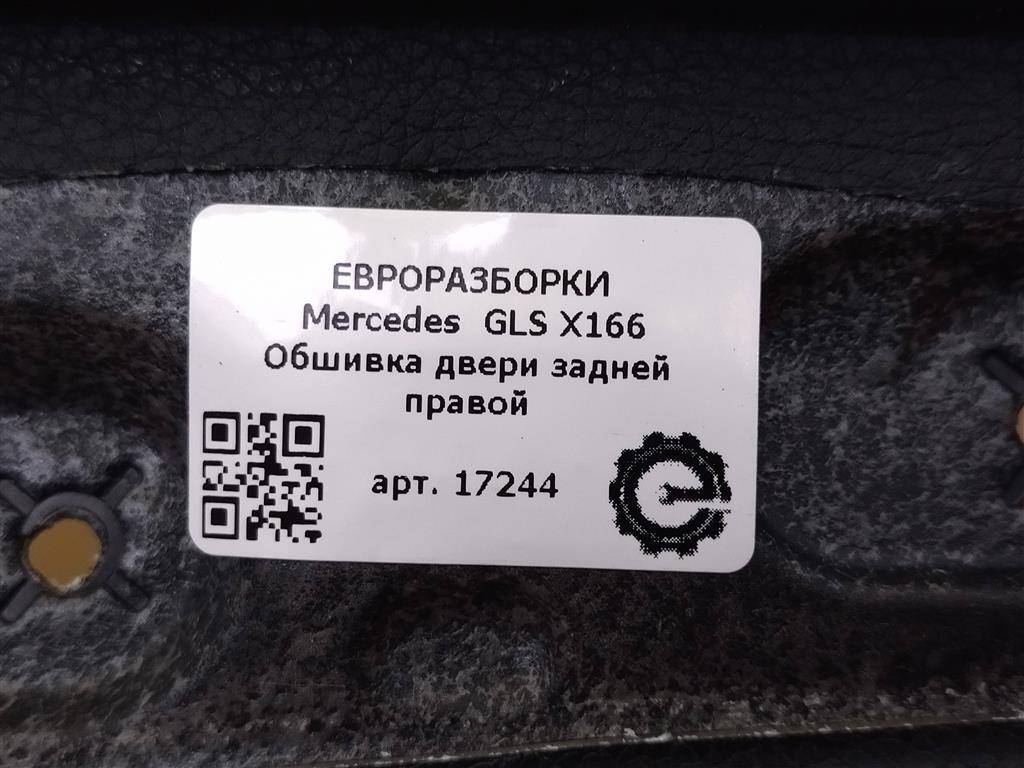 ЕВРОРАЗБОРКИ
Mercedes GLS X166
Обшивка двери задней
правой
арт. 17244